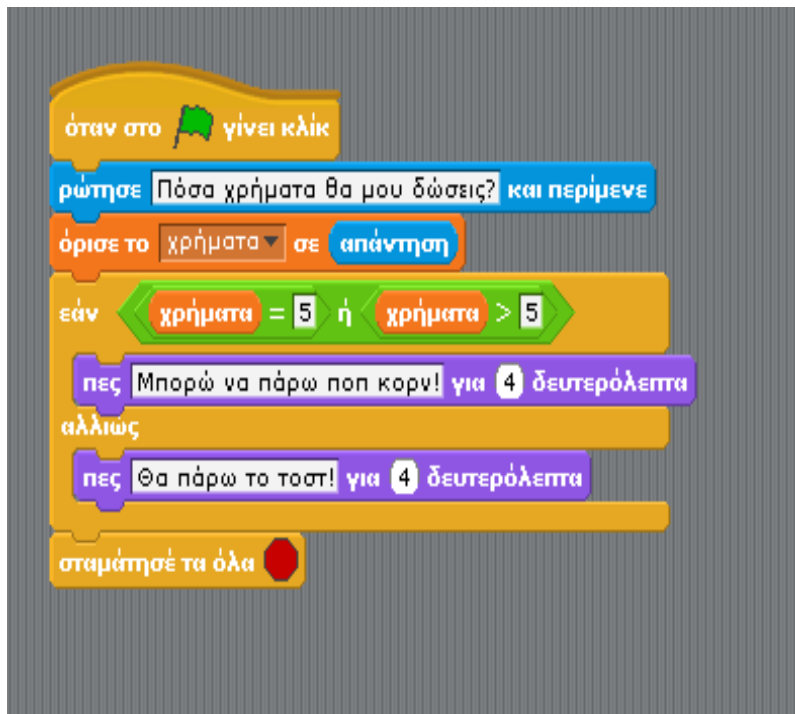 όταν στο γίνει κλίκ
ρώτησε Πόσα χρήματα θα μου δώσεις? και περίμενε
όρισε το χρήματα σε απάντηση
εάν χρήματα = 5 ή χρήματα > 5
πες Μπορώ να πάρω ποπ κορν! για 4 δευτερόλεπτα
αλλιώς
πες Θα πάρω το τοστ! για 4 δευτερόλεπτα
σταμάτησέ τα όλα